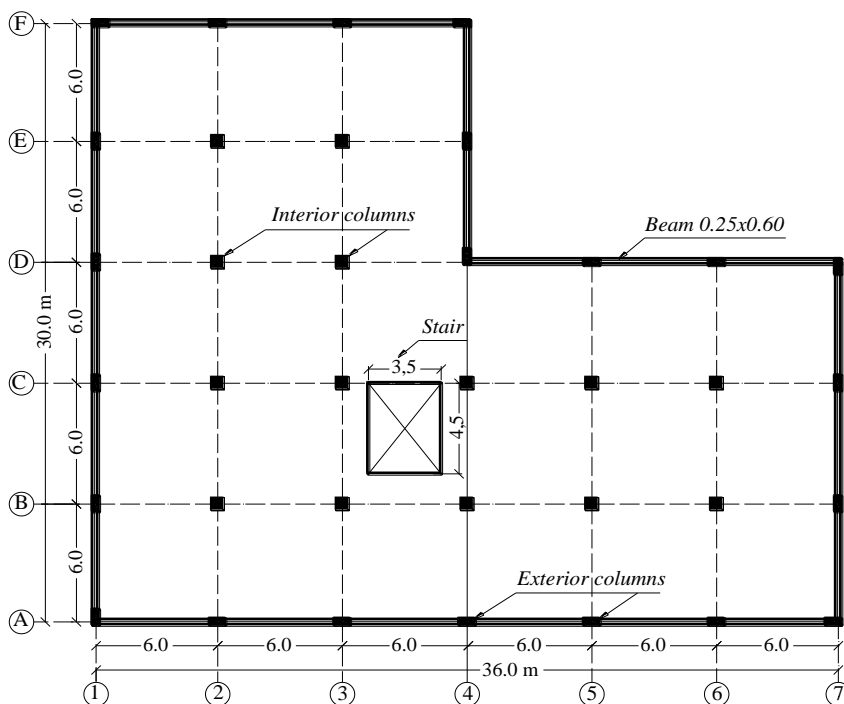 F
6.0
E
6.0
Interior columns
Beam 0.25x0.60
D
30.0 m
6.0
Stair
3,5
C
4,5
6.0
B
6.0
Exterior columns
A
6.0 6.0 6.0 6.0 6.0 6.0
36.0 m
1 2 3 4 5 6 7